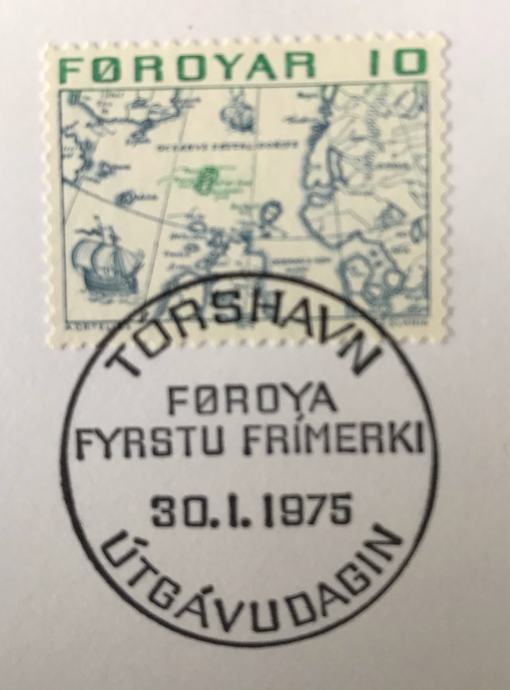 FØROYAR 10
TÓRSHAVN
FØROYA
FYRSTU FRÍMERKI
30.1.1975
ÚTGÁVUDAGIN